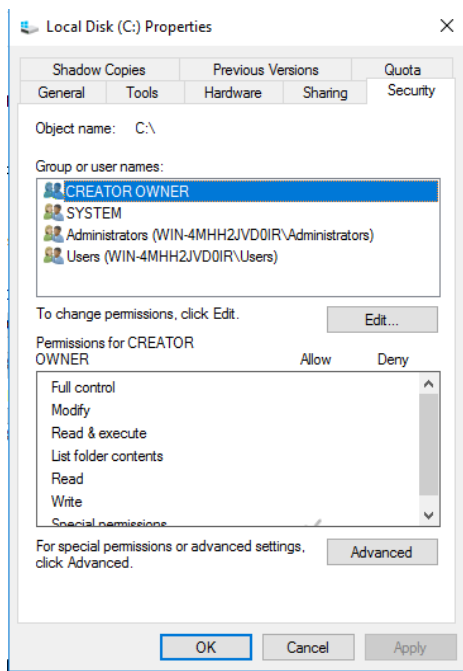 Local Disk (C:) Properties
Shadow Copies Previous Versions Quota
General Tools Hardware Sharing Security
Object name: C:\
Group or user names:
CREATOR OWNER
SYSTEM
Administrators (WIN-4MHH2JVD0IR\Administrators)
Users (WIN-4MHH2JVD0IR\Users)
To change permissions, click Edit.
Edit...
Permissions for CREATOR
OWNER Allow Deny
Full control
Modify
Read & execute
List folder contents
Read
Write
Special permissions
For special permissions or advanced settings,
click Advanced.
Advanced
OK Cancel Apply